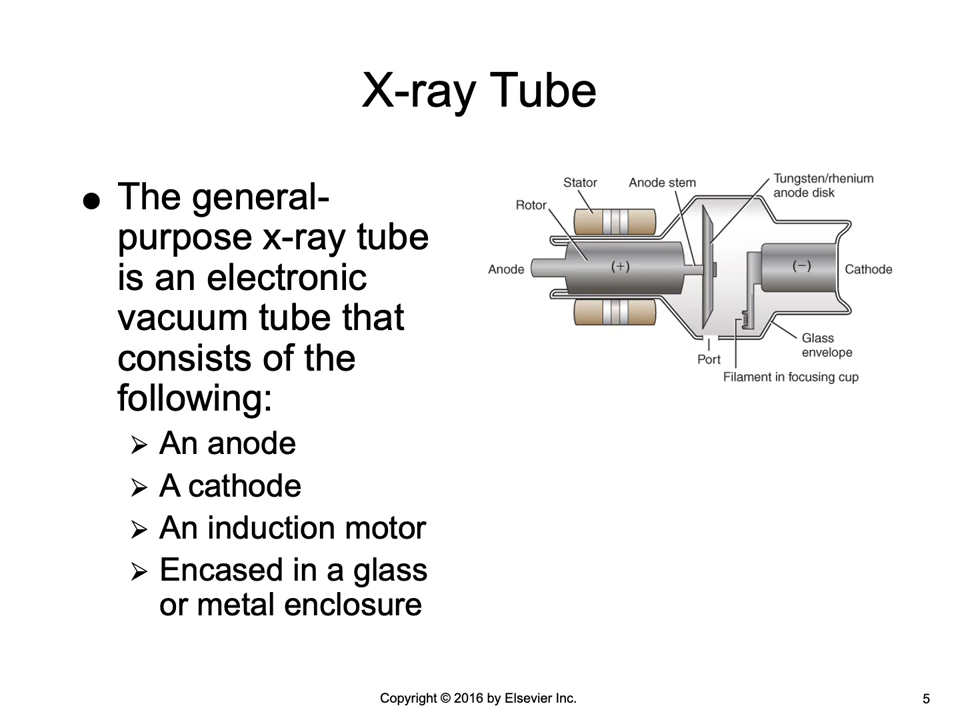 X-ray Tube
● The general-
purpose x-ray tube
is an electronic
vacuum tube that
consists of the
following:
➢ An anode
➢ A cathode
➢ An induction motor
➢ Encased in a glass
or metal enclosure
Stator
Anode stem
Tungsten/rhenium
anode disk
Rotor
Anode
(+)
(−)
Cathode
Glass
envelope
Port
Filament in focusing cup
Copyright © 2016 by Elsevier Inc.
5